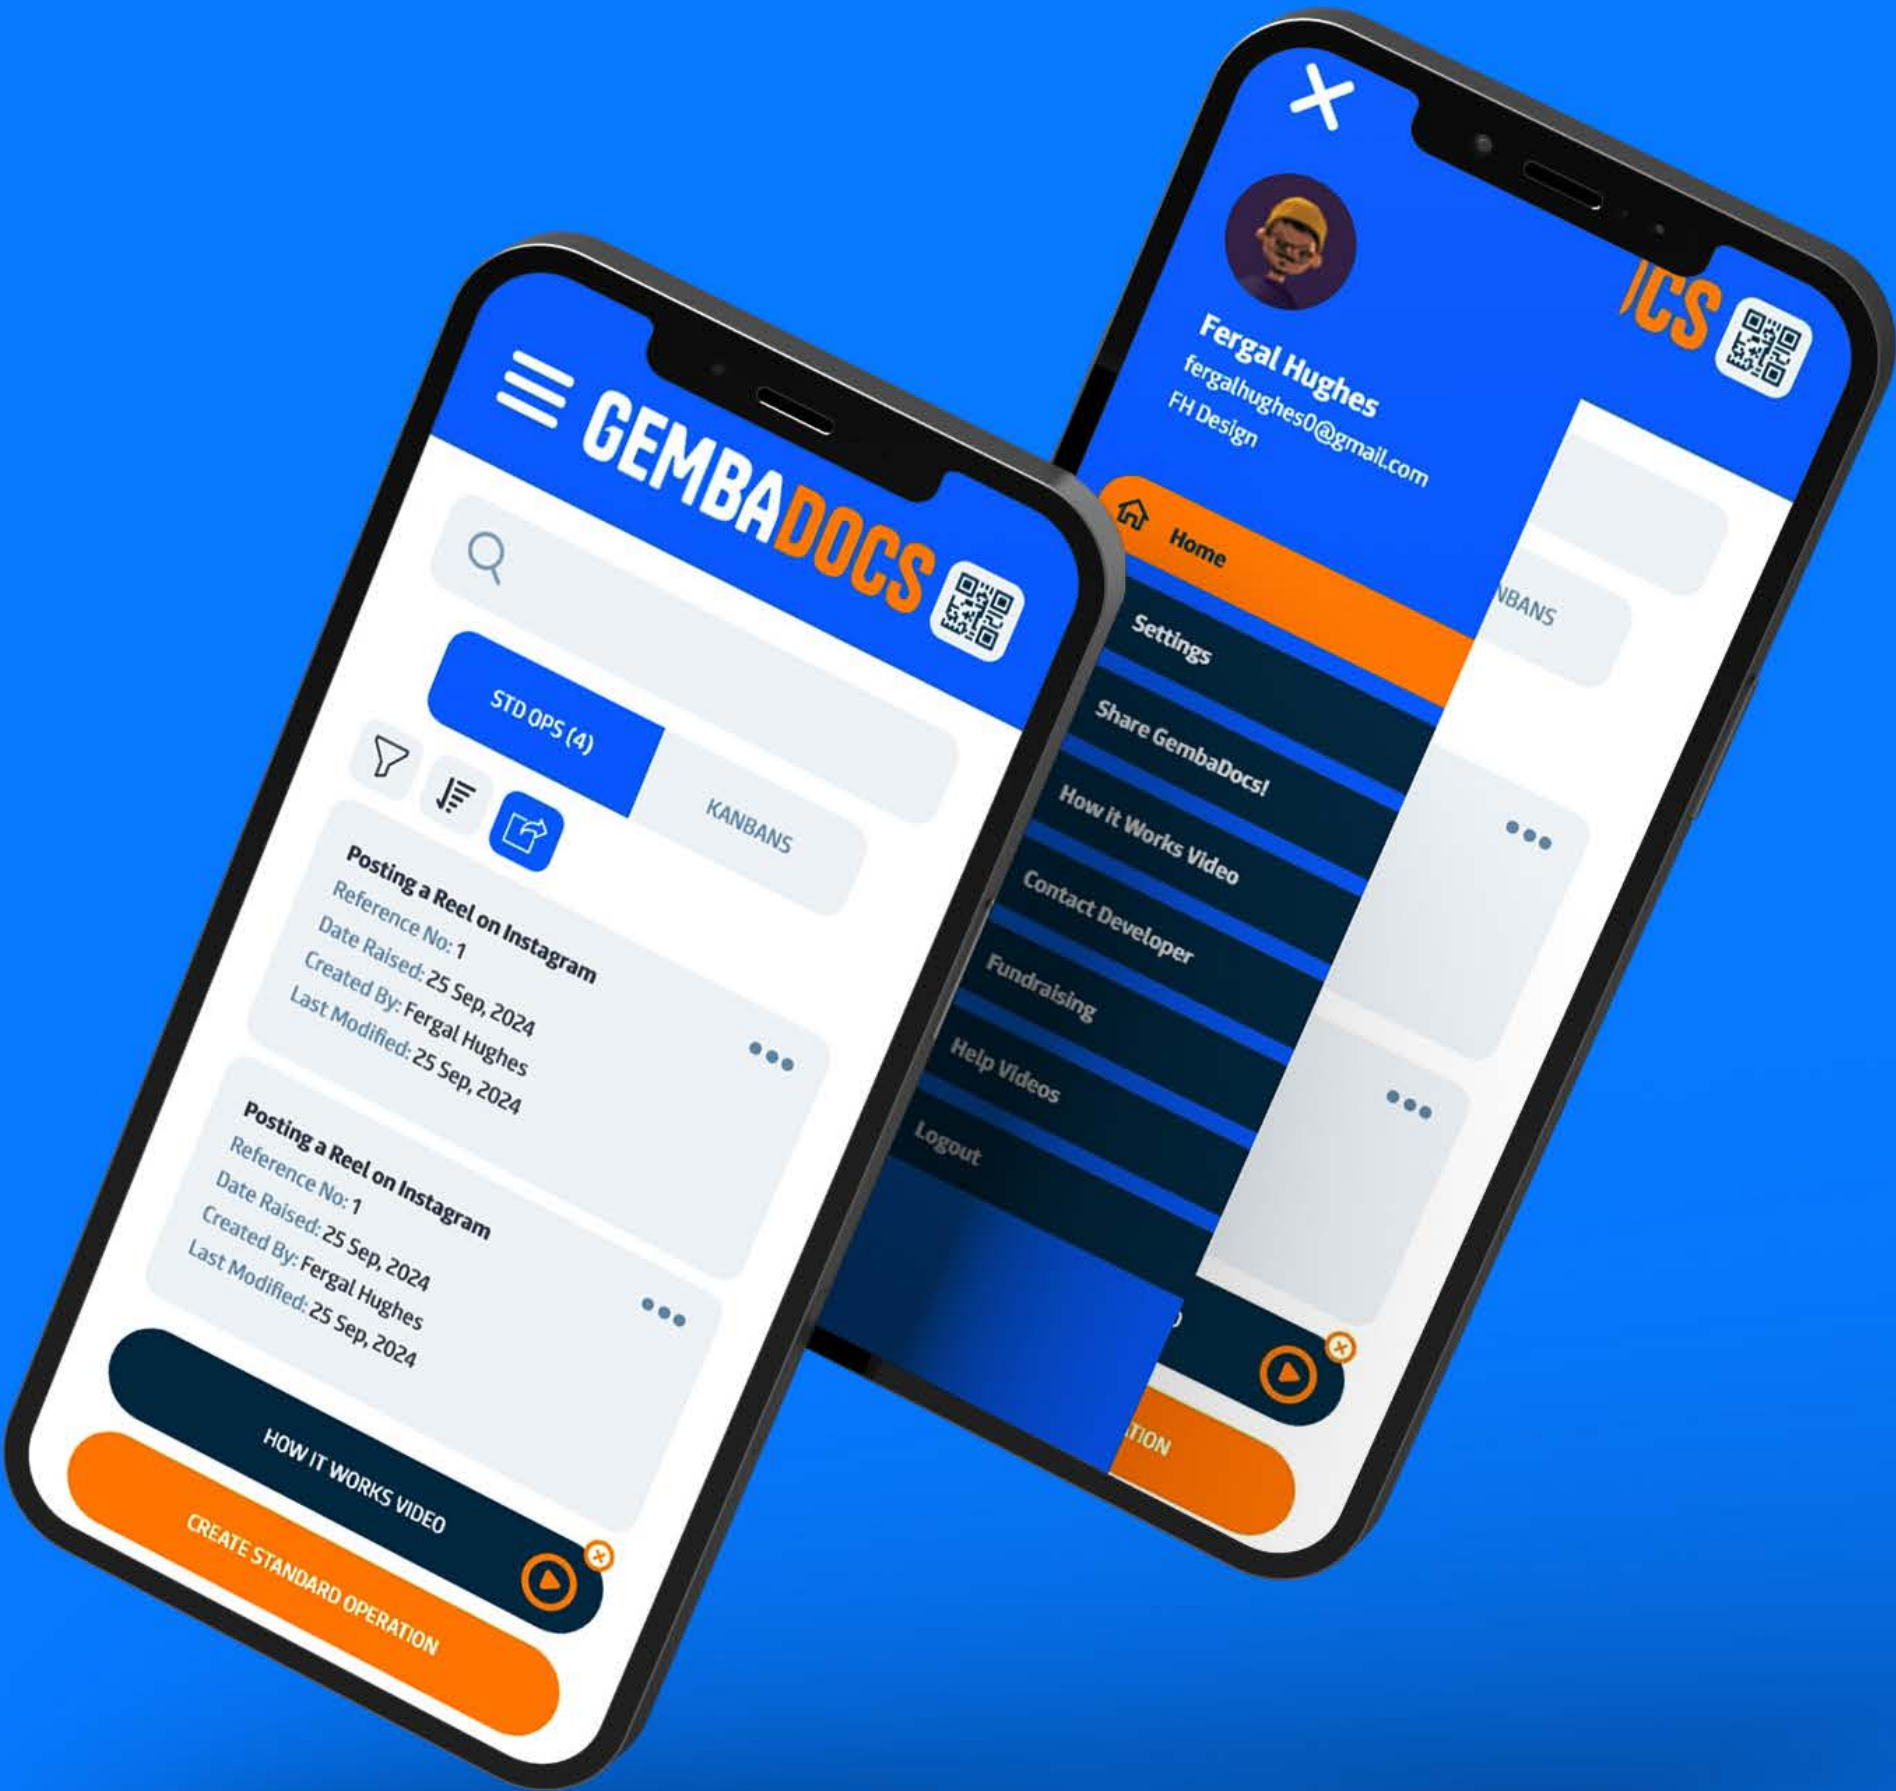 GEMBADOCS
STD OPS (4)
KANBANS
Posting a Reel on Instagram
Reference No: 1
Date Raised: 25 Sep, 2024
Created By: Fergal Hughes
Last Modified: 25 Sep, 2024
Posting a Reel on Instagram
Reference No: 1
Date Raised: 25 Sep, 2024
Created By: Fergal Hughes
Last Modified: 25 Sep, 2024
HOW IT WORKS VIDEO
CREATE STANDARD OPERATION
OCS
Fergal Hughes
fergalhughes0@gmail.com
FH Design
Home
Settings
Share GembaDocs!
How it Works Video
Contact Developer
Fundraising
Help Videos
Logout
NBANS
TION